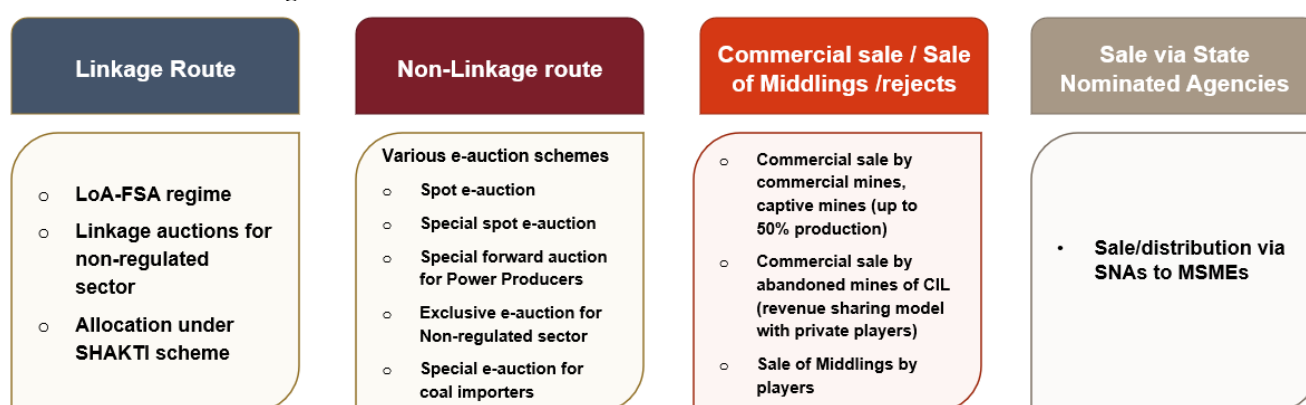 Linkage Route
LoA-FSA regime
Linkage auctions for
non-regulated
sector
Allocation under
SHAKTI scheme
Non-Linkage route
Various e-auction schemes
Spot e-auction
Special spot e-auction
Special forward auction
for Power Producers
Exclusive e-auction for
Non-regulated sector
Special e-auction for
coal importers
Commercial sale / Sale
of Middlings /rejects
Commercial sale by
commercial mines,
captive mines (up to
50% production)
Commercial sale by
abandoned mines of CIL
(revenue sharing model
with private players)
Sale of Middlings by
players
Sale via State
Nominated Agencies
Sale/distribution via
SNAs to MSMEs